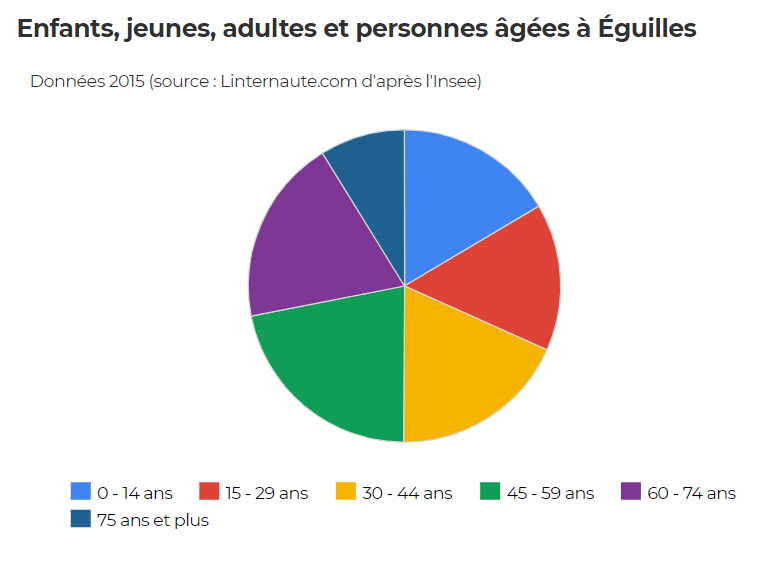 Enfants, jeunes, adultes et personnes âgées à Éguilles
Données 2015 (source : Linternaute.com d'après l'Insee)
0 - 14 ans 15 - 29 ans 30 - 44 ans 45 - 59 ans 60 - 74 ans
75 ans et plus